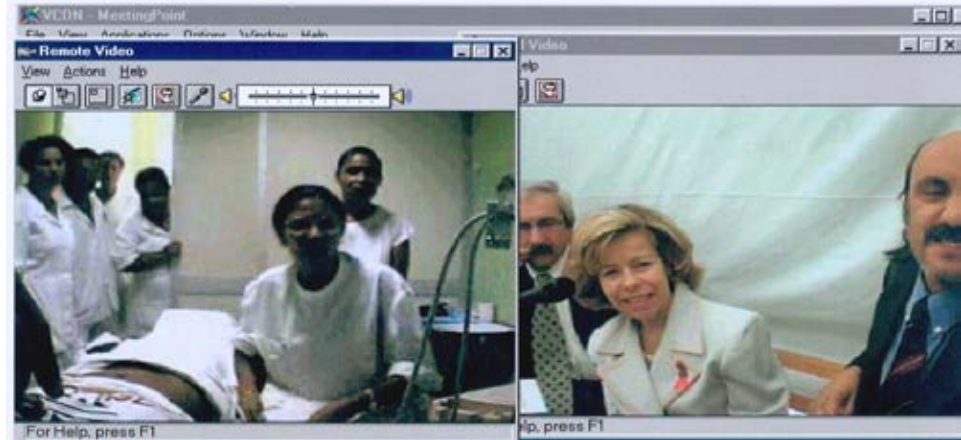 VCON - MeetingPoint
File View Applications Options Window Help
Remote Video
View Actions Help
For Help, press F1
l Video
elp
elp, press F1